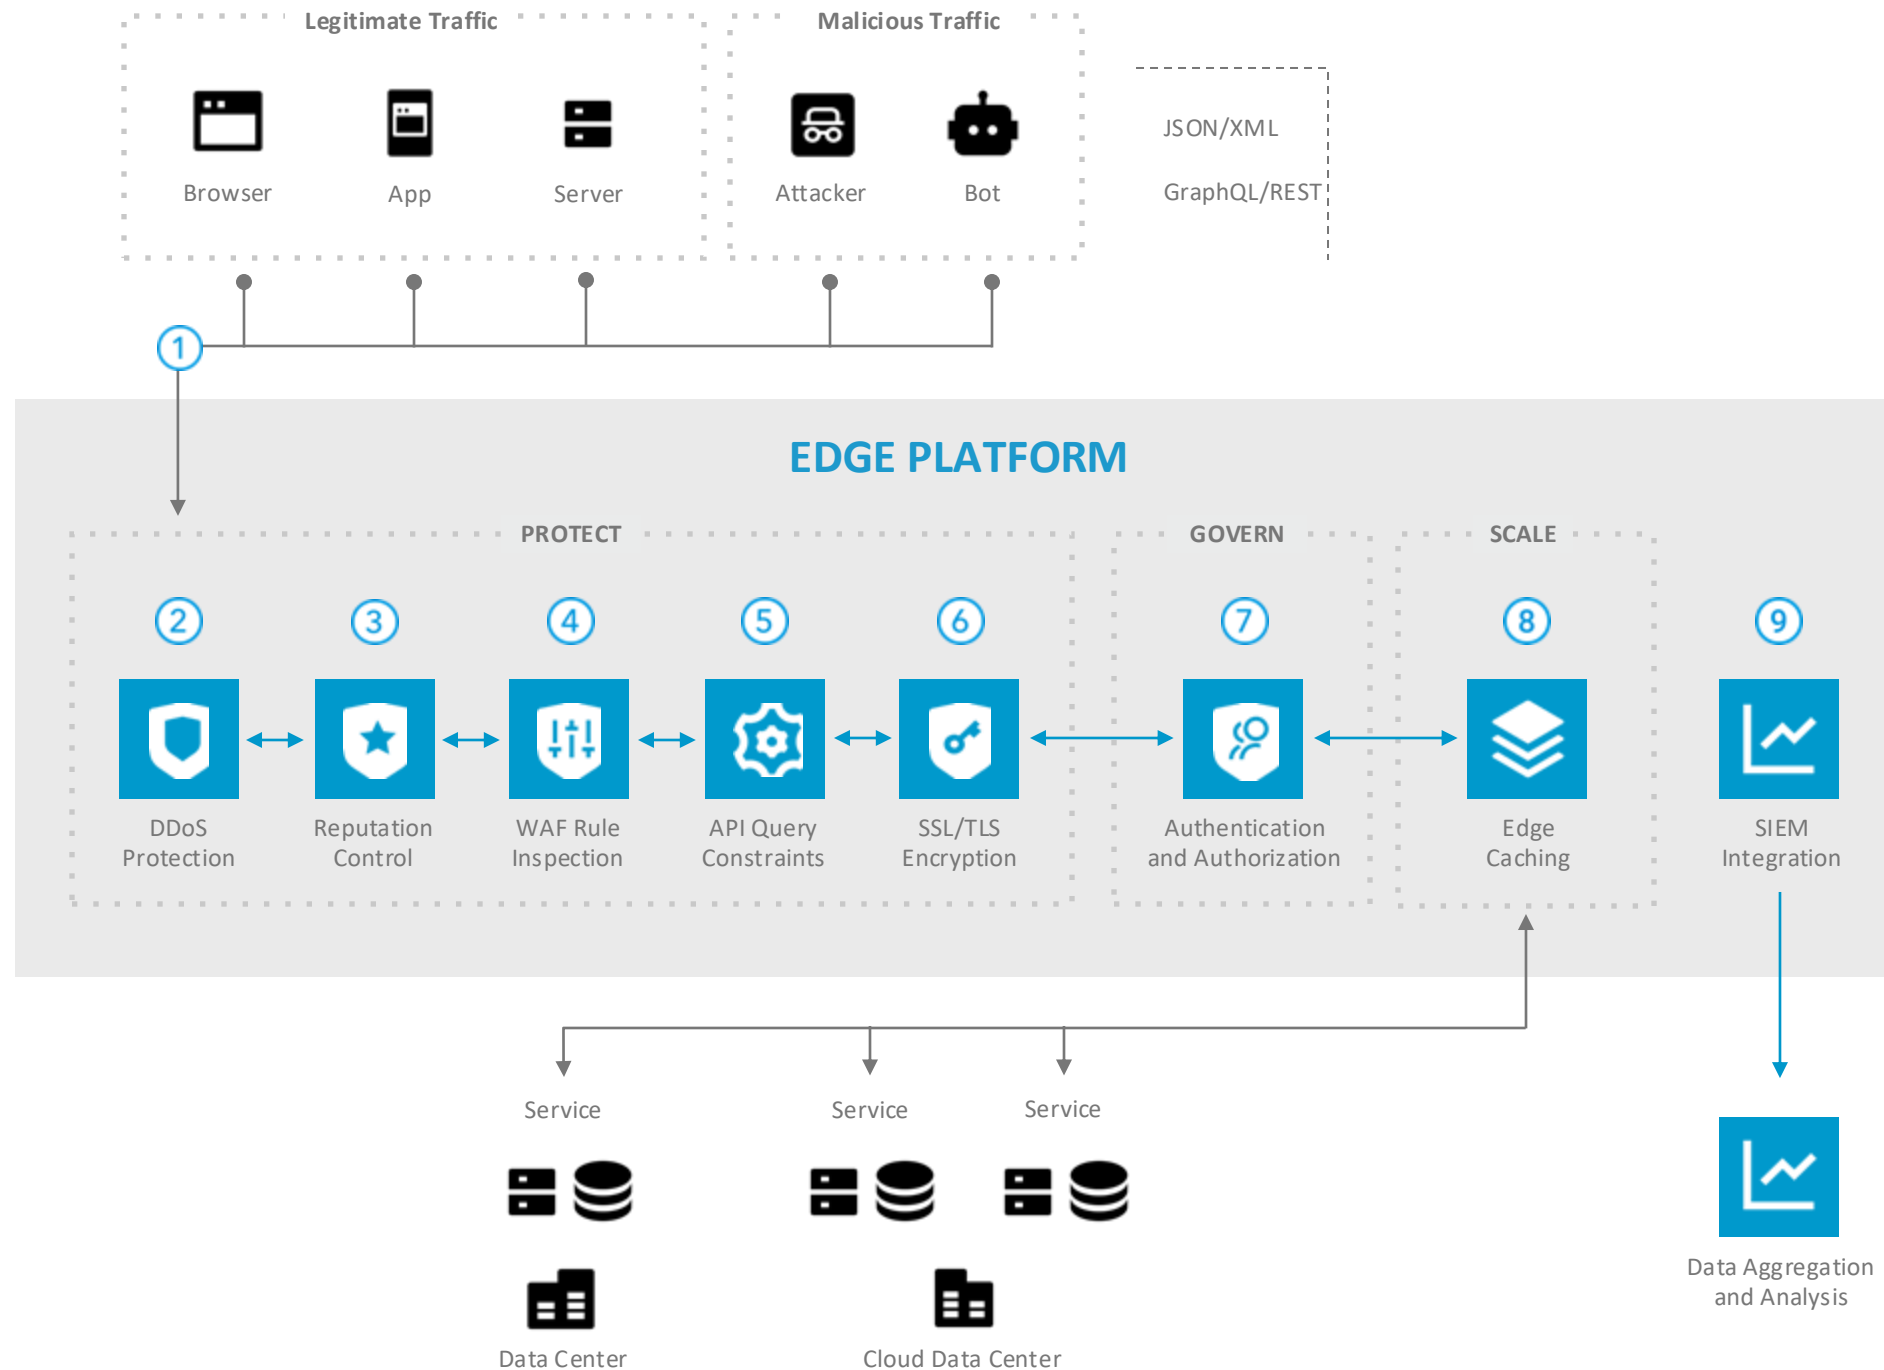 Legitimate Traffic
Malicious Traffic
Browser
App
Server
Attacker
Bot
JSON/XML
GraphQL/REST
1
EDGE PLATFORM
PROTECT
GOVERN
SCALE
2
3
4
5
6
7
8
9
DDoS
Protection
Reputation
Control
WAF Rule
Inspection
API Query
Constraints
SSL/TLS
Encryption
Authentication
and Authorization
Edge
Caching
SIEM
Integration
Service
Service
Service
Data Center
Cloud Data Center
Data Aggregation
and Analysis